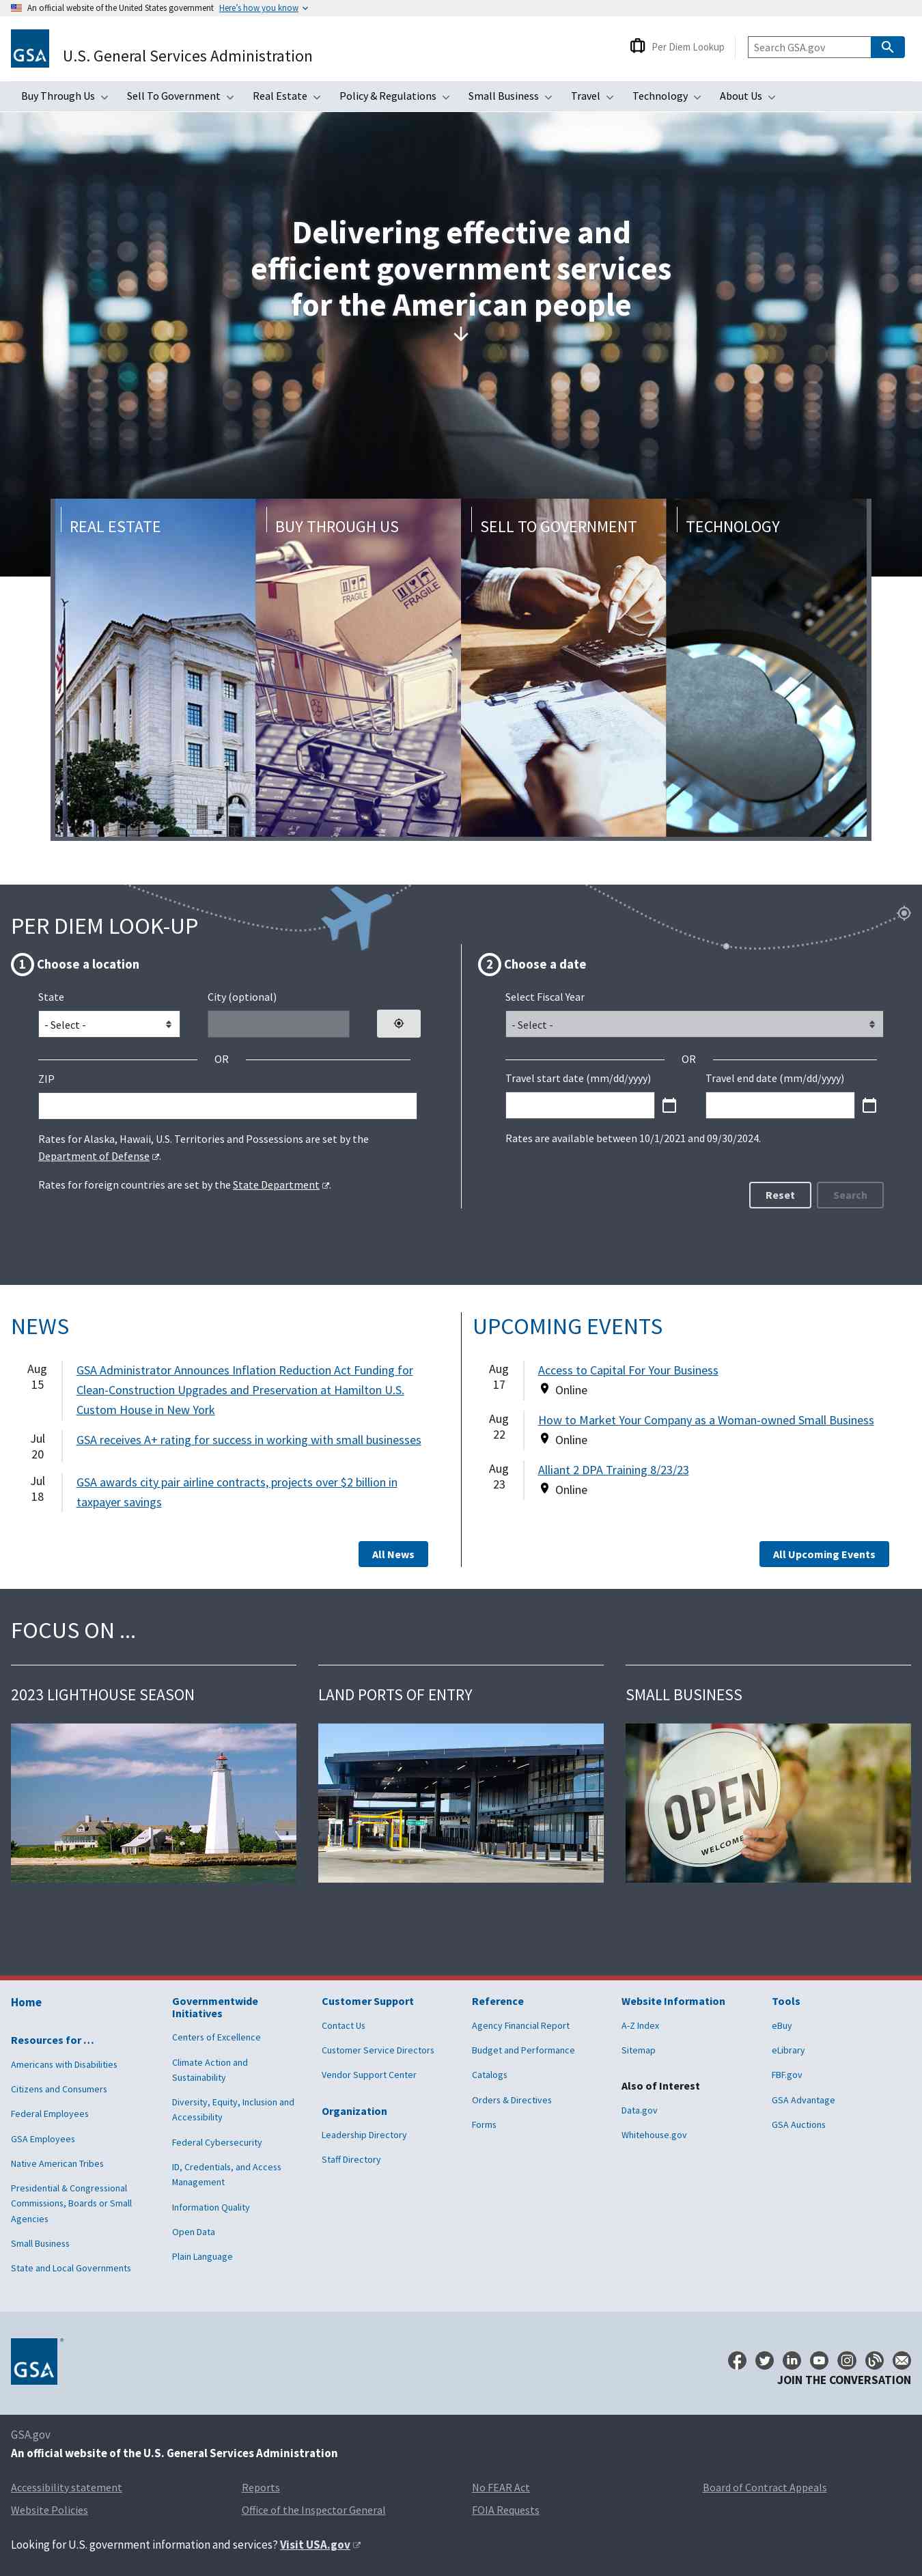 An official website of the United States government Here's how you know
GSA
U.S. General Services Administration
Per Diem Lookup
Search GSA.gov
Buy Through Us
Sell To Government
Real Estate
Policy & Regulations
Small Business
Travel
Technology
About Us
Delivering effective and
efficient government services
for the American people
REAL ESTATE
BUY THROUGH US
SELL TO GOVERNMENT
TECHNOLOGY
FRAGILE
FRAGILE
PER DIEM LOOK-UP
1 Choose a location
State
City (optional)
- Select -
OR
ZIP
Rates for Alaska, Hawaii, U.S. Territories and Possessions are set by the
Department of Defense.
Rates for foreign countries are set by the State Department.
2 Choose a date
Select Fiscal Year
- Select -
OR
Travel start date (mm/dd/yyyy)
Travel end date (mm/dd/yyyy)
Rates are available between 10/1/2021 and 09/30/2024.
Reset
Search
NEWS
Aug
15
GSA Administrator Announces Inflation Reduction Act Funding for
Clean-Construction Upgrades and Preservation at Hamilton U.S.
Custom House in New York
Jul
20
GSA receives A+ rating for success in working with small businesses
Jul
18
GSA awards city pair airline contracts, projects over $2 billion in
taxpayer savings
All News
UPCOMING EVENTS
Aug
17
Access to Capital For Your Business
Online
Aug
22
How to Market Your Company as a Woman-owned Small Business
Online
Aug
23
Alliant 2 DPA Training 8/23/23
Online
All Upcoming Events
FOCUS ON ...
2023 LIGHTHOUSE SEASON
LAND PORTS OF ENTRY
SMALL BUSINESS
OPEN
WELCOME
Home
Resources for …
Americans with Disabilities
Citizens and Consumers
Federal Employees
GSA Employees
Native American Tribes
Presidential & Congressional
Commissions, Boards or Small
Agencies
Small Business
State and Local Governments
Governmentwide
Initiatives
Centers of Excellence
Climate Action and
Sustainability
Diversity, Equity, Inclusion and
Accessibility
Federal Cybersecurity
ID, Credentials, and Access
Management
Information Quality
Open Data
Plain Language
Customer Support
Contact Us
Customer Service Directors
Vendor Support Center
Organization
Leadership Directory
Staff Directory
Reference
Agency Financial Report
Budget and Performance
Catalogs
Orders & Directives
Forms
Website Information
A-Z Index
Sitemap
Also of Interest
Data.gov
Whitehouse.gov
Tools
eBuy
eLibrary
FBF.gov
GSA Advantage
GSA Auctions
GSA
JOIN THE CONVERSATION
GSA.gov
An official website of the U.S. General Services Administration
Accessibility statement
Reports
No FEAR Act
Board of Contract Appeals
Website Policies
Office of the Inspector General
FOIA Requests
Looking for U.S. government information and services? Visit USA.gov